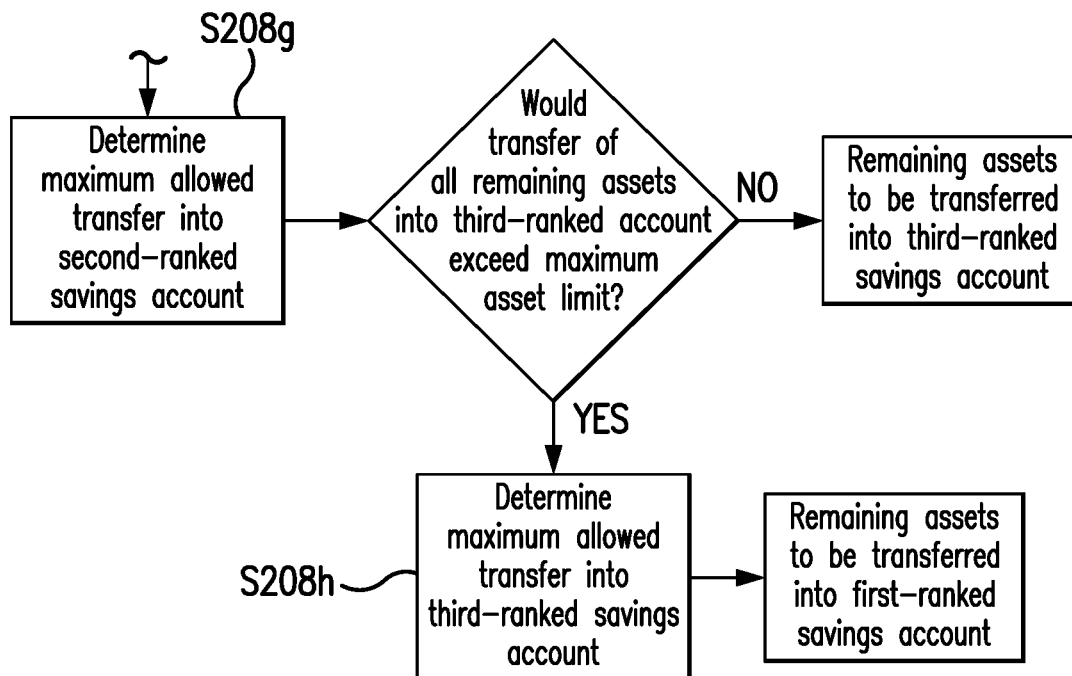 S208g
Determine
maximum allowed
transfer into
second-ranked
savings account
Would
transfer of
all remaining assets
into third-ranked account
exceed maximum
asset limit?
NO
Remaining assets
to be transferred
into third-ranked
savings account
YES
S208h
Determine
maximum allowed
transfer into
third-ranked savings
account
Remaining assets
to be transferred
into first-ranked
savings account